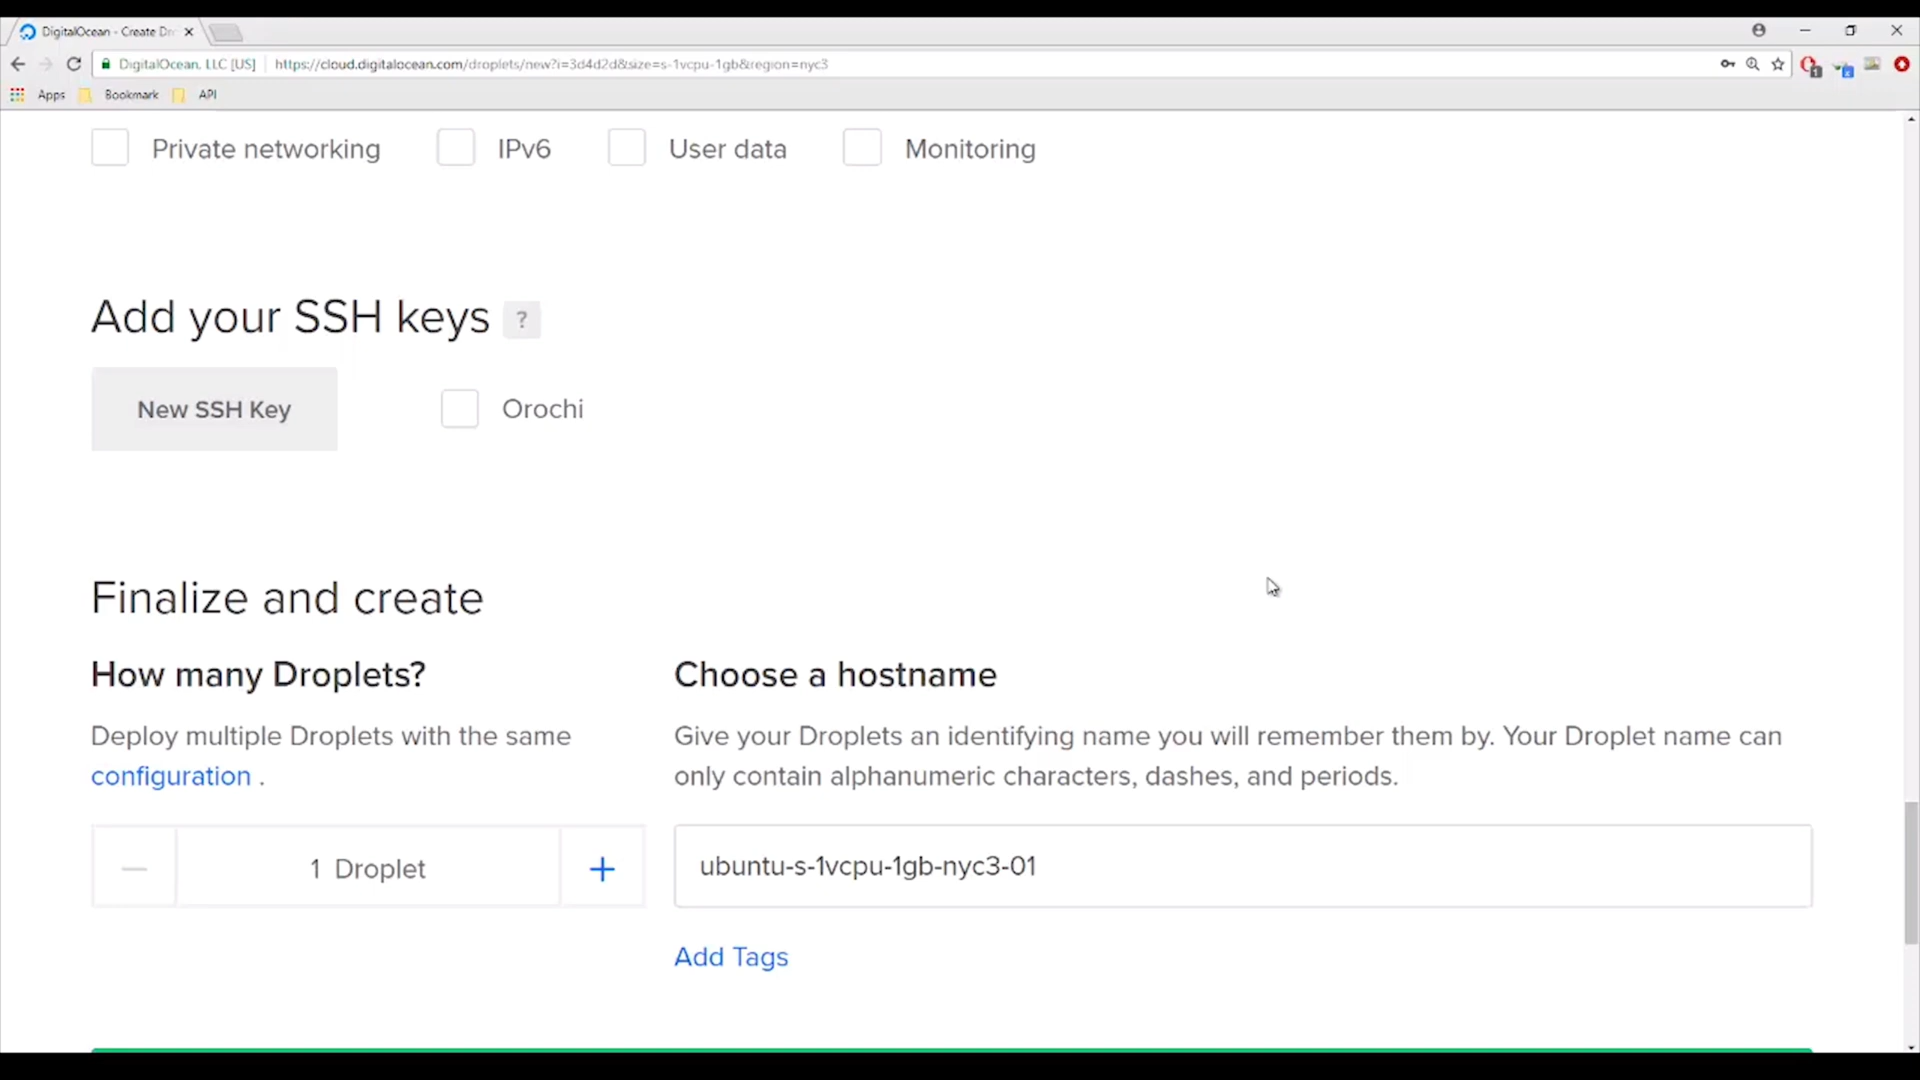 DigitalOcean - Create Dr
DigitalOcean, LLC [US] https://cloud.digitalocean.com/droplets/new?i=3d4d2d&size=s-1vcpu-1gb&region=nyc3
Apps Bookmark API
Private networking IPv6 User data Monitoring
Add your SSH keys ?
New SSH Key Orochi
Finalize and create
How many Droplets? Choose a hostname
Deploy multiple Droplets with the same
configuration .
Give your Droplets an identifying name you will remember them by. Your Droplet name can
only contain alphanumeric characters, dashes, and periods.
1 Droplet
ubuntu-s-1vcpu-1gb-nyc3-01
Add Tags